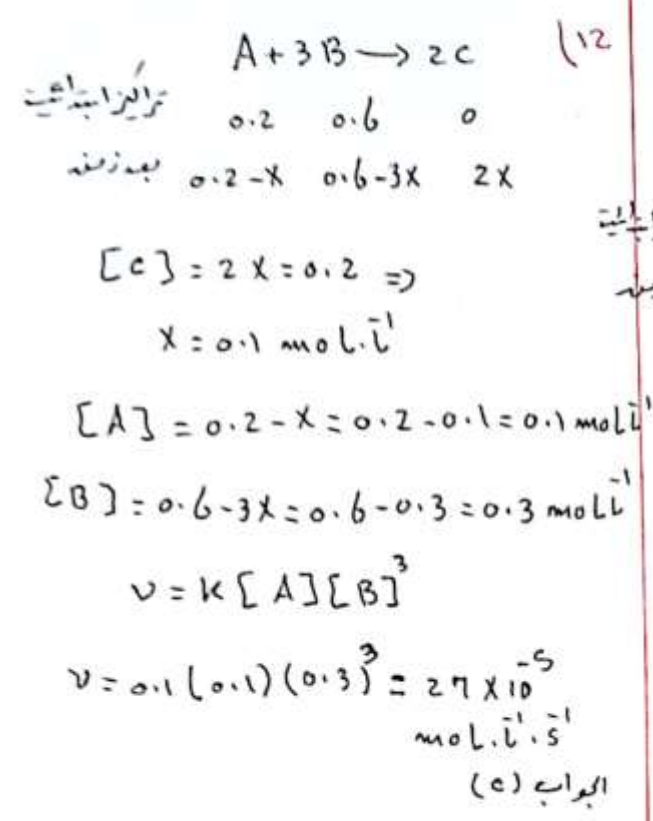 (12
A + 3B → 2C
تراكيز ابتدائية 0.2 0.6 0
بعد زمن 0.2-X 0.6-3X 2X
[C] = 2X = 0.2 ⇒
X = 0.1 mol.l⁻¹
[A] = 0.2 - X = 0.2 - 0.1 = 0.1 mol l⁻¹
[B] = 0.6 - 3X = 0.6 - 0.3 = 0.3 mol l⁻¹
v = K [A][B]³
v = 0.1 (0.1) (0.3)³ = 27 X 10⁻⁵
mol.l⁻¹.s⁻¹
الجواب (c)